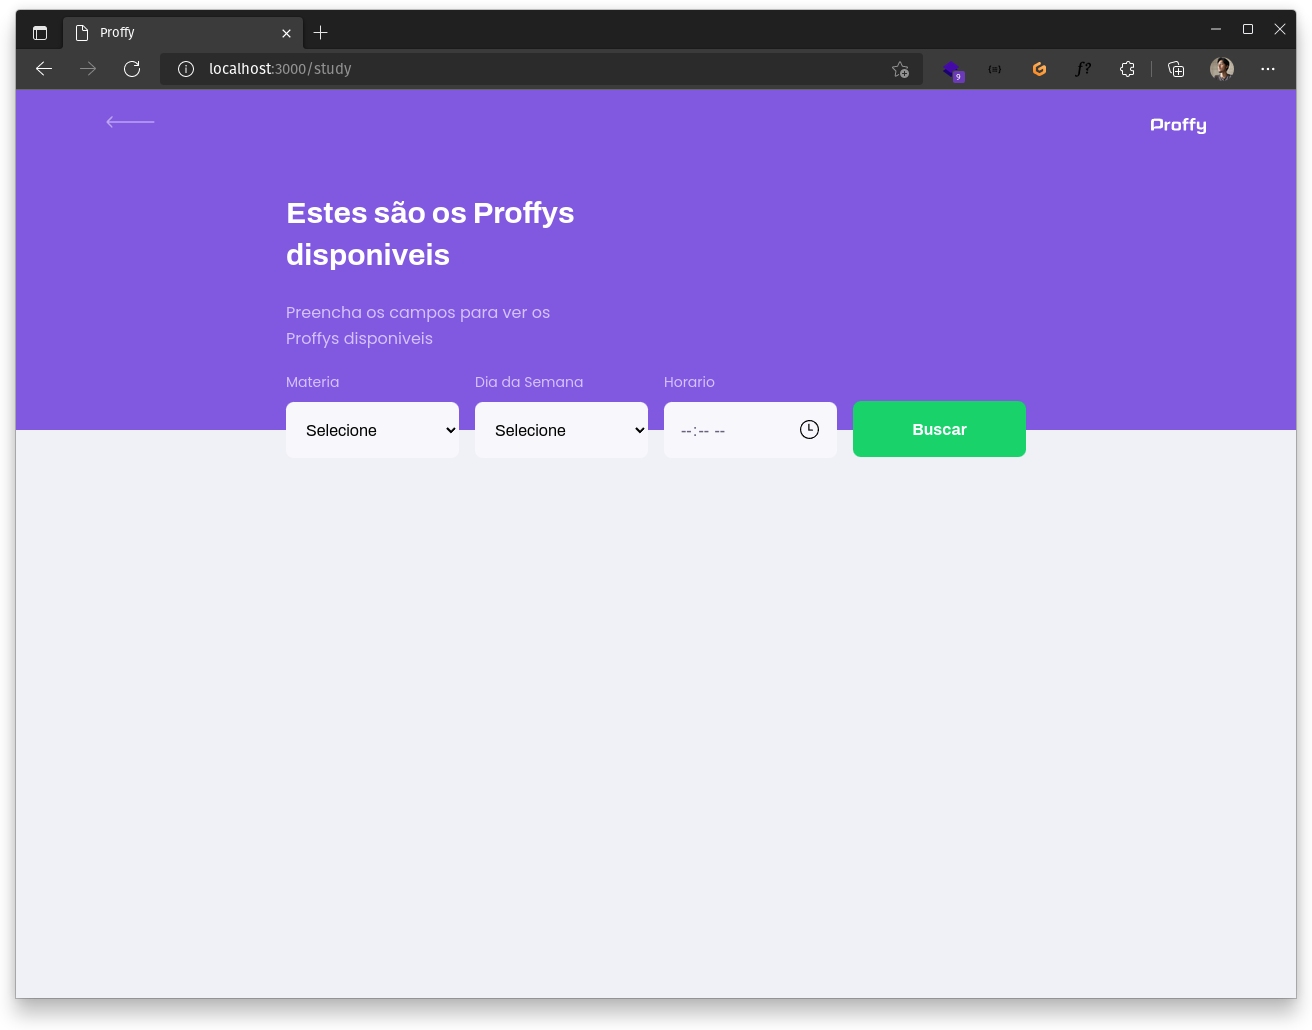 Proffy
localhost:3000/study
{≡}
f?
9
Proffy
Estes são os Proffys
disponiveis
Preencha os campos para ver os
Proffys disponiveis
Materia
Dia da Semana
Horario
Selecione
Selecione
--:-- --
Buscar